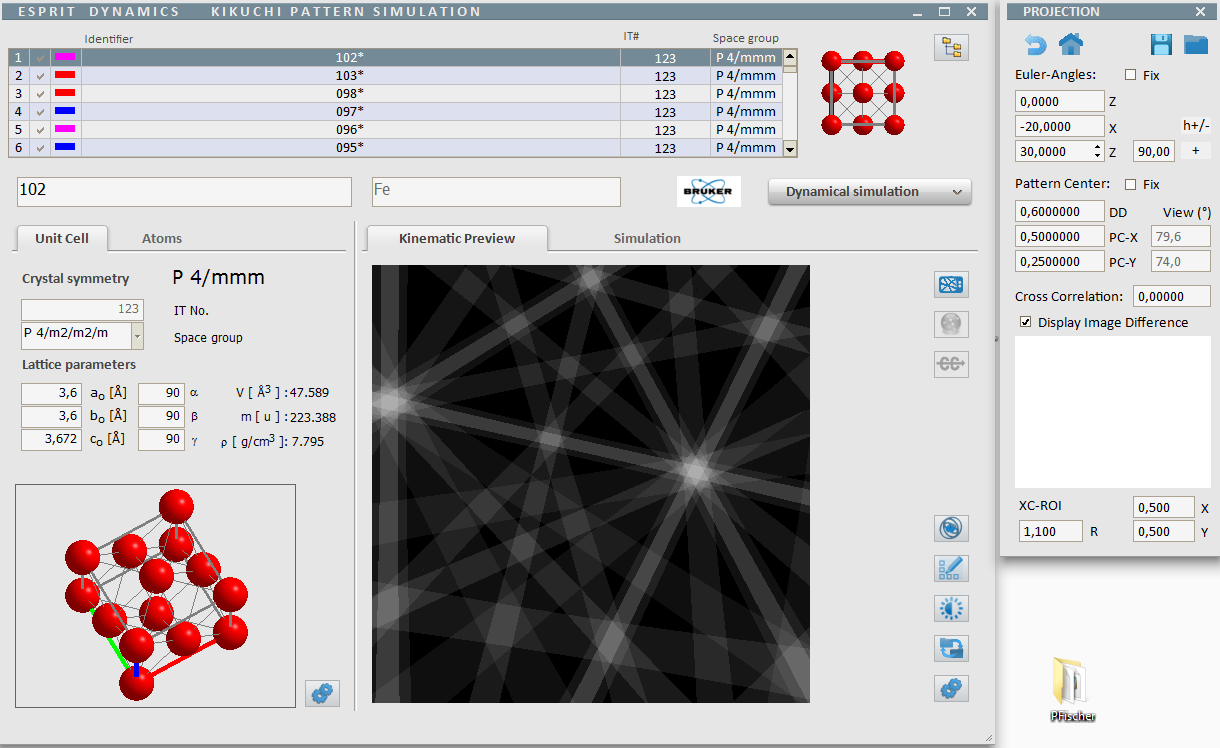 ESPRIT DYNAMICS KIKUCHI PATTERN SIMULATION
PROJECTION
Identifier IT# Space group
1 102* 123 P 4/mmm
2 103* 123 P 4/mmm
3 098* 123 P 4/mmm
4 097* 123 P 4/mmm
5 096* 123 P 4/mmm
6 095* 123 P 4/mmm
102 Fe BRUKER Dynamical simulation
Unit Cell Atoms Kinematic Preview Simulation
Crystal symmetry P 4/mmm
123 IT No.
P 4/m2/m2/m Space group
Lattice parameters
3,6 a₀ [Å] 90 α V [ Å³ ] : 47.589
3,6 b₀ [Å] 90 β m [ u ] : 223.388
3,672 c₀ [Å] 90 γ ρ [ g/cm³ ]: 7.795
CC
Euler-Angles: Fix
0,0000 Z
-20,0000 X h+/-
30,0000 Z 90,00 +
Pattern Center: Fix
0,6000000 DD View (°)
0,5000000 PC-X 79,6
0,2500000 PC-Y 74,0
Cross Correlation: 0,00000
Display Image Difference
XC-ROI 0,500 X
1,100 R 0,500 Y
PFischer